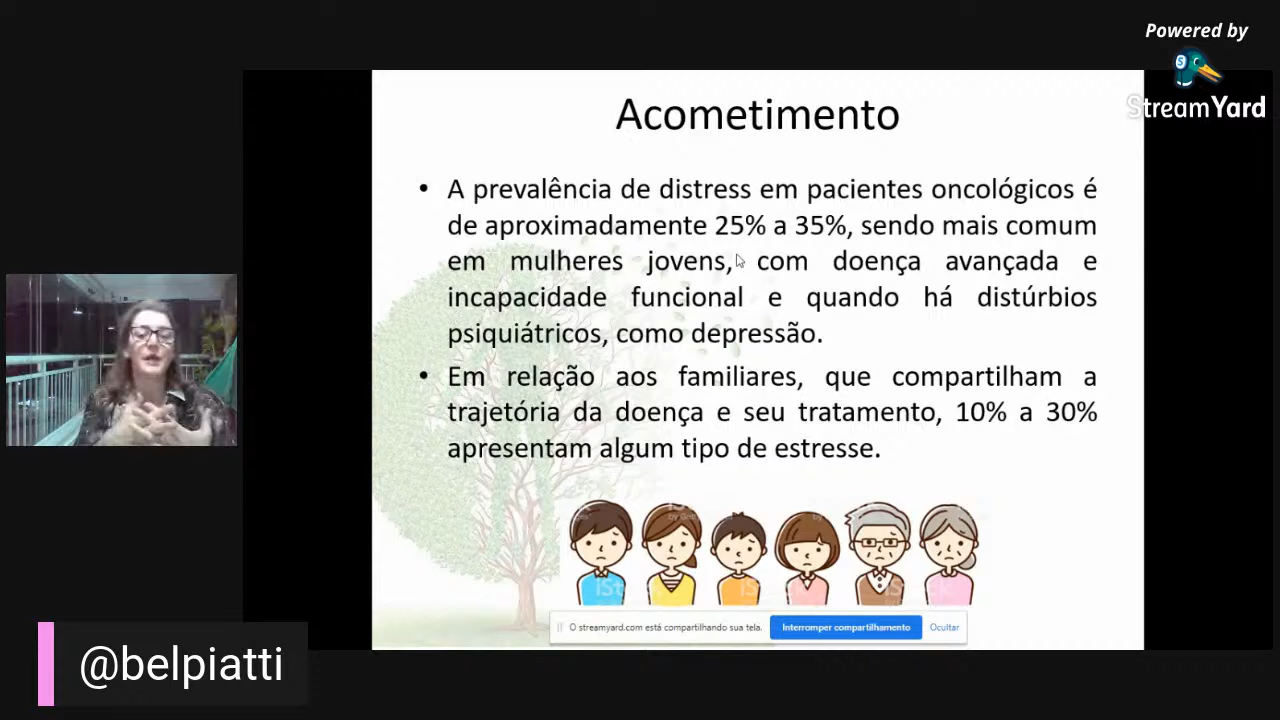 Powered by
StreamYard
Acometimento
• A prevalência de distress em pacientes oncológicos é
de aproximadamente 25% a 35%, sendo mais comum
em mulheres jovens, com doença avançada e
incapacidade funcional e quando há distúrbios
psiquiátricos, como depressão.
• Em relação aos familiares, que compartilham a
trajetória da doença e seu tratamento, 10% a 30%
apresentam algum tipo de estresse.
O streamyard.com está compartilhando sua tela.
Interromper compartilhamento
Ocultar
@belpiatti